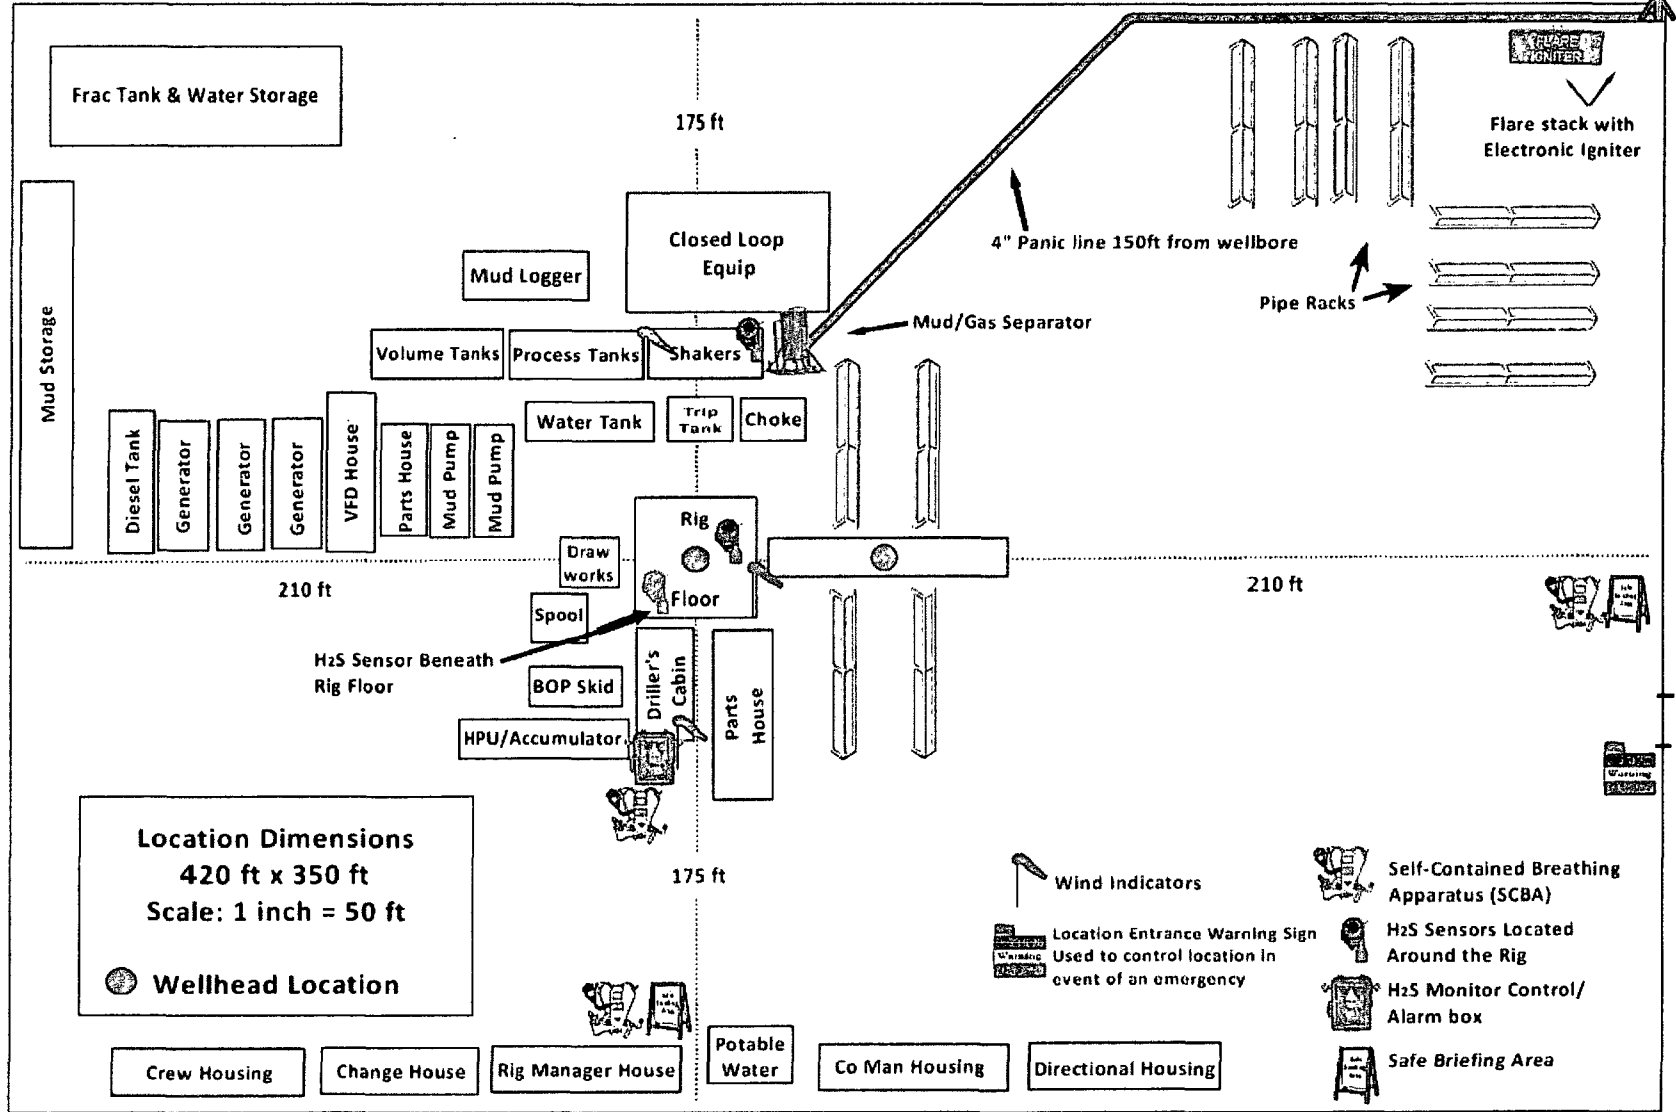 Frac Tank & Water Storage
175 ft
FLARE
IGNITER
Flare stack with
Electronic Igniter
Closed Loop
Equip
4" Panic line 150ft from wellbore
Mud Logger
Pipe Racks
Mud/Gas Separator
Mud Storage
Volume Tanks
Process Tanks
Shakers
Water Tank
Trip
Tank
Choke
Diesel Tank
Generator
Generator
Generator
VFD House
Parts House
Mud Pump
Mud Pump
Rig
Floor
Draw
works
210 ft
210 ft
Spool
H2S Sensor Beneath
Rig Floor
BOP Skid
Driller's
Cabin
Parts
House
HPU/Accumulator
Warning
Location Dimensions
420 ft x 350 ft
Scale: 1 inch = 50 ft
Wellhead Location
175 ft
Wind Indicators
Self-Contained Breathing
Apparatus (SCBA)
Location Entrance Warning Sign
Warning
Used to control location in
event of an emergency
H2S Sensors Located
Around the Rig
H2S Monitor Control/
Alarm box
Safe Briefing Area
Crew Housing
Change House
Rig Manager House
Potable
Water
Co Man Housing
Directional Housing